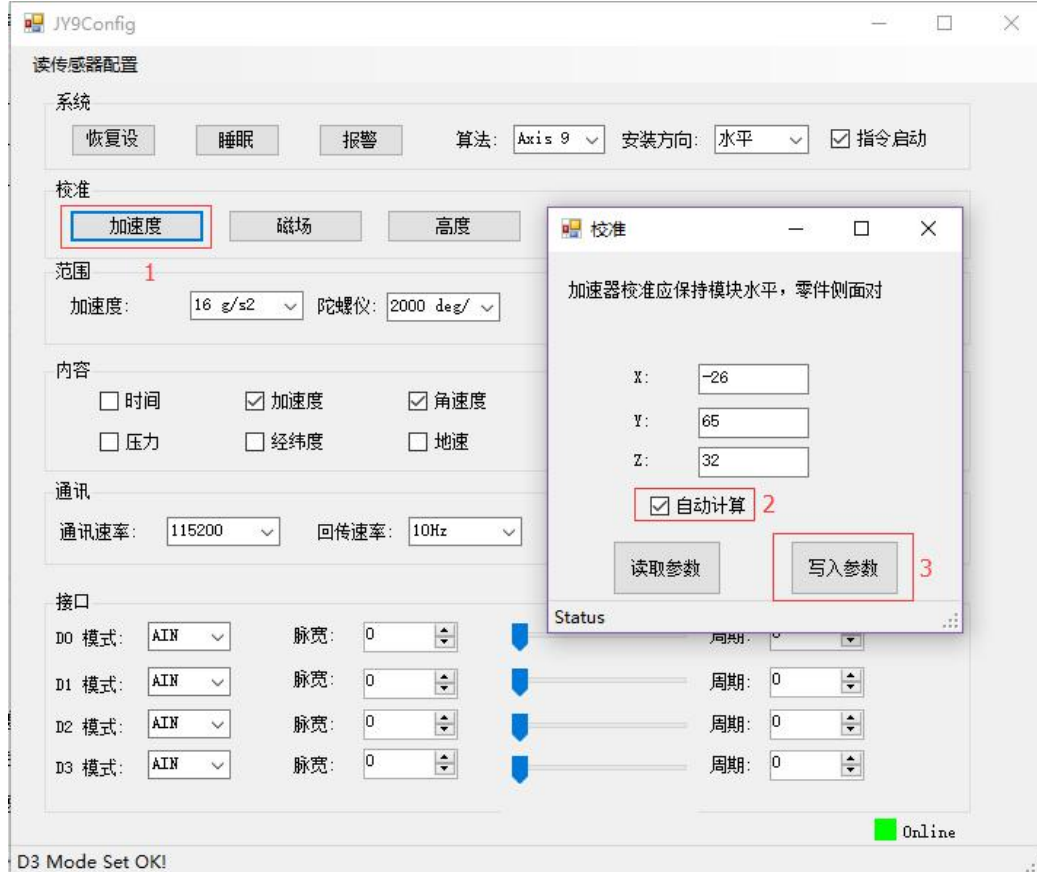 JY9Config
读传感器配置
系统
恢复设 睡眠 报警 算法: Axis 9 安装方向: 水平 指令启动
校准
加速度 磁场 高度
1
范围
加速度: 16 g/s2 陀螺仪: 2000 deg/
内容
时间 加速度 角速度
压力 经纬度 地速
通讯
通讯速率: 115200 回传速率: 10Hz
接口
D0 模式: AIN 脉宽: 0 周期: 0
D1 模式: AIN 脉宽: 0 周期: 0
D2 模式: AIN 脉宽: 0 周期: 0
D3 模式: AIN 脉宽: 0 周期: 0
Online
D3 Mode Set OK!
校准
加速器校准应保持模块水平，零件侧面对
X: -26
Y: 65
Z: 32
自动计算 2
读取参数 写入参数 3
Status